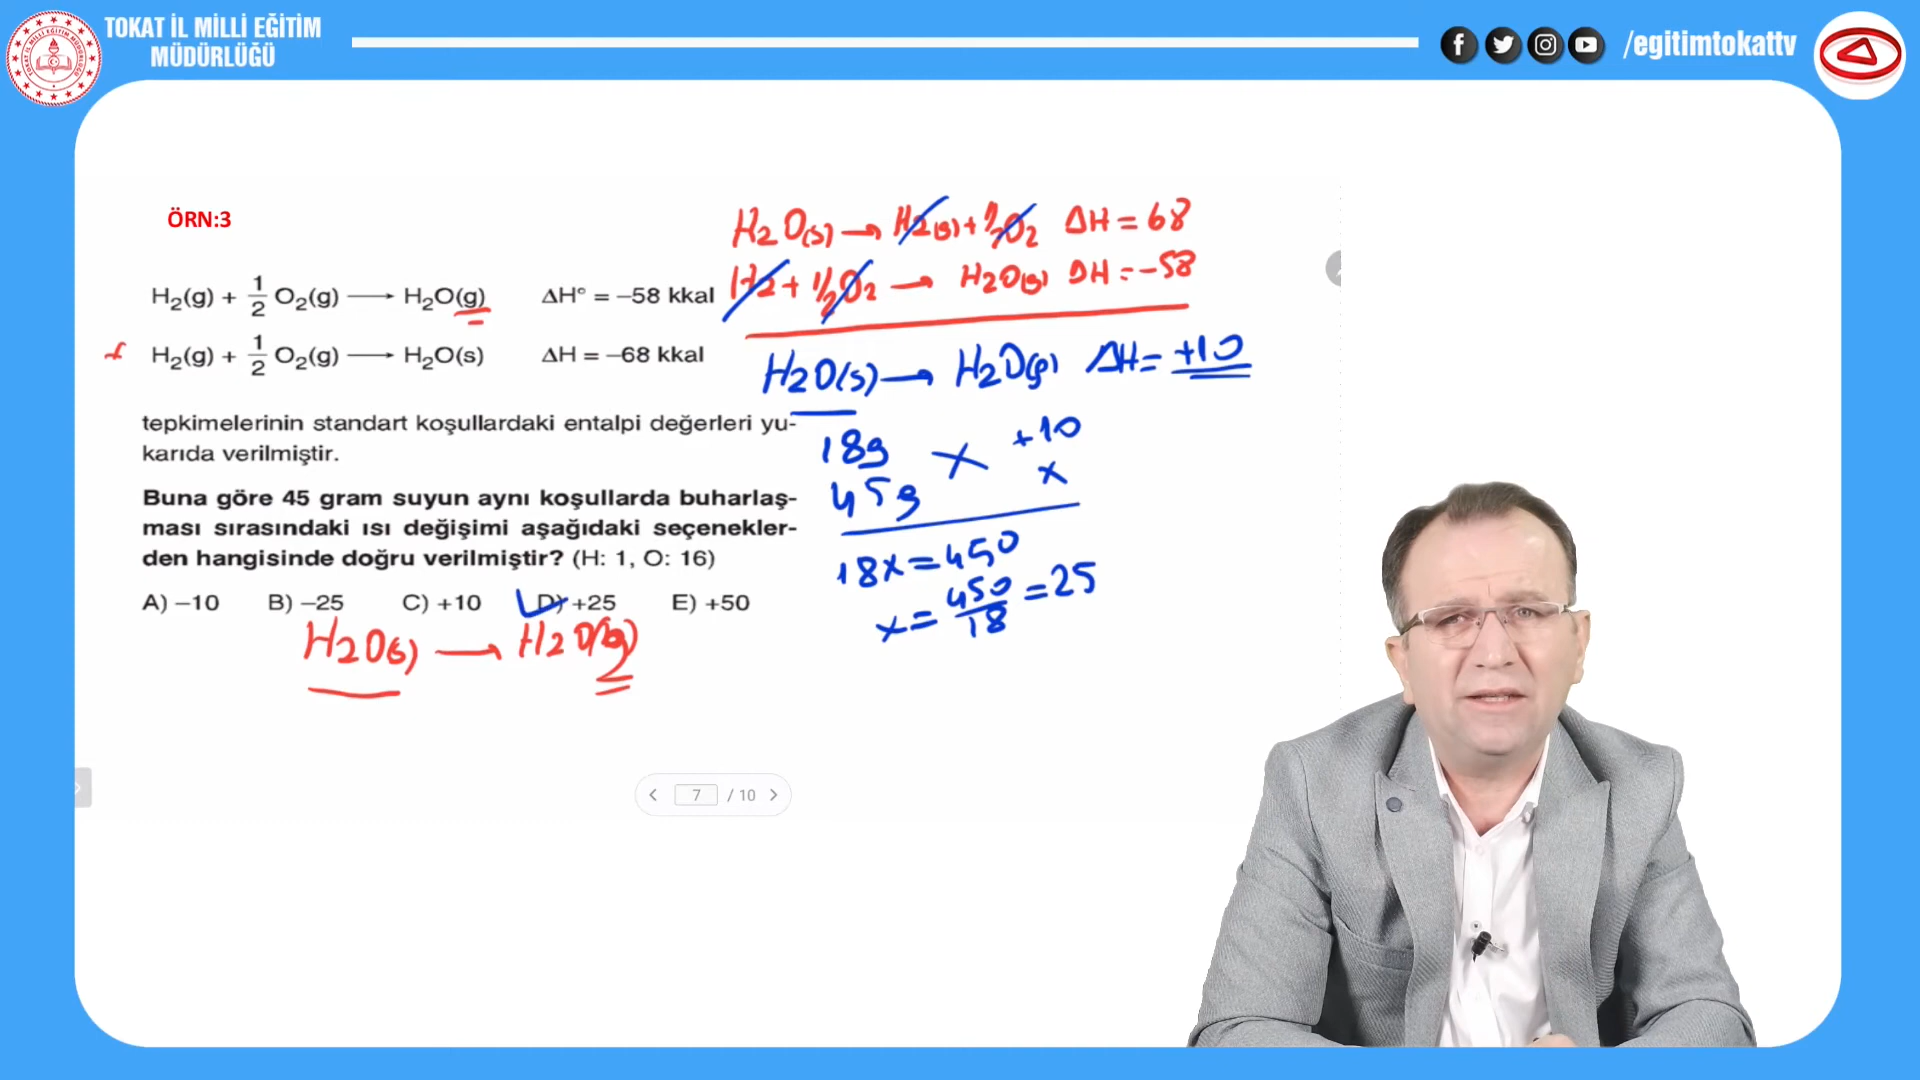 TOKAT İL MİLLİ EĞİTİM
MÜDÜRLÜĞÜ
/egitimtokattv
ÖRN:3
H₂(g) + 1/2 O₂(g) ⟶ H₂O(g) ΔH° = –58 kkal
H₂(g) + 1/2 O₂(g) ⟶ H₂O(s) ΔH = –68 kkal
tepkimelerinin standart koşullardaki entalpi değerleri yu-
karıda verilmiştir.
Buna göre 45 gram suyun aynı koşullarda buharlaş-
ması sırasındaki ısı değişimi aşağıdaki seçenekler-
den hangisinde doğru verilmiştir? (H: 1, O: 16)
A) –10 B) –25 C) +10 D) +25 E) +50
H₂O(s) ⟶ H₂O(g)
H₂O(s) ⟶ H₂(g) + 1/2 O₂ ΔH = 68
H₂ + 1/2 O₂ ⟶ H₂O(g) ΔH = -58
H₂O(s) ⟶ H₂O(g) ΔH = +10
18g +10
45g x
18x = 450
x = 450/18 = 25
7 / 10